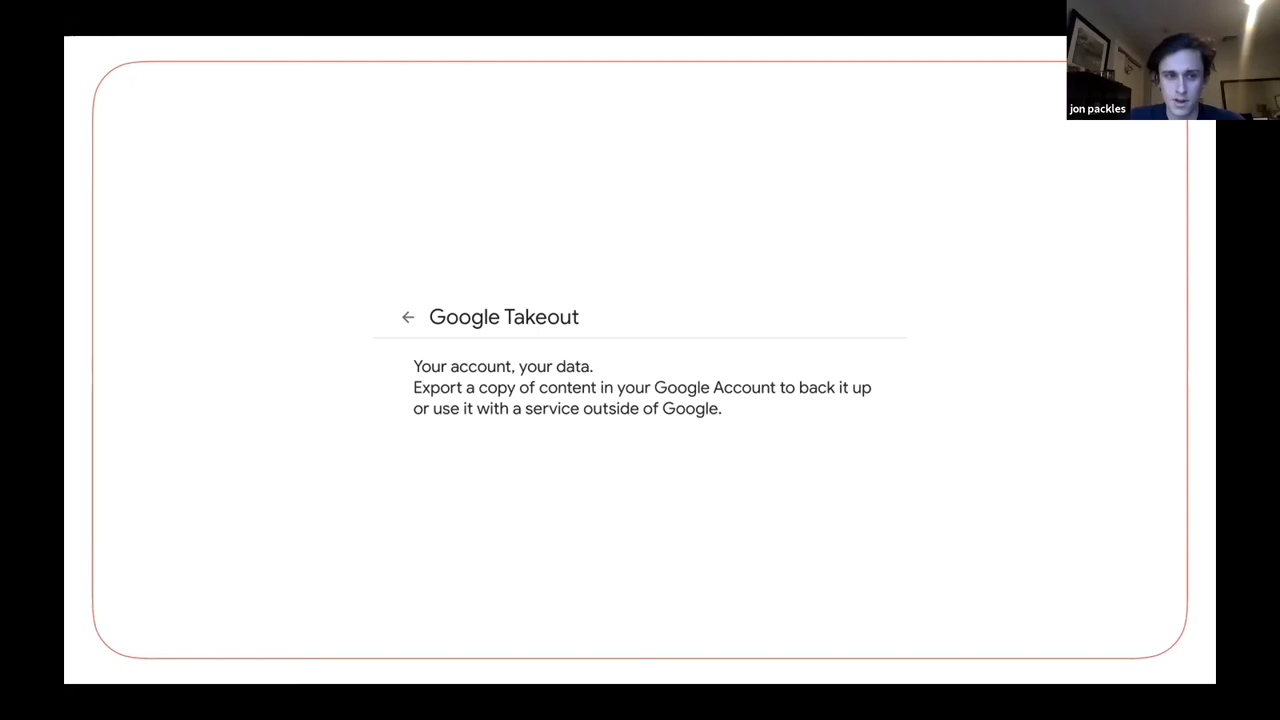 jon packles
Google Takeout
Your account, your data.
Export a copy of content in your Google Account to back it up
or use it with a service outside of Google.